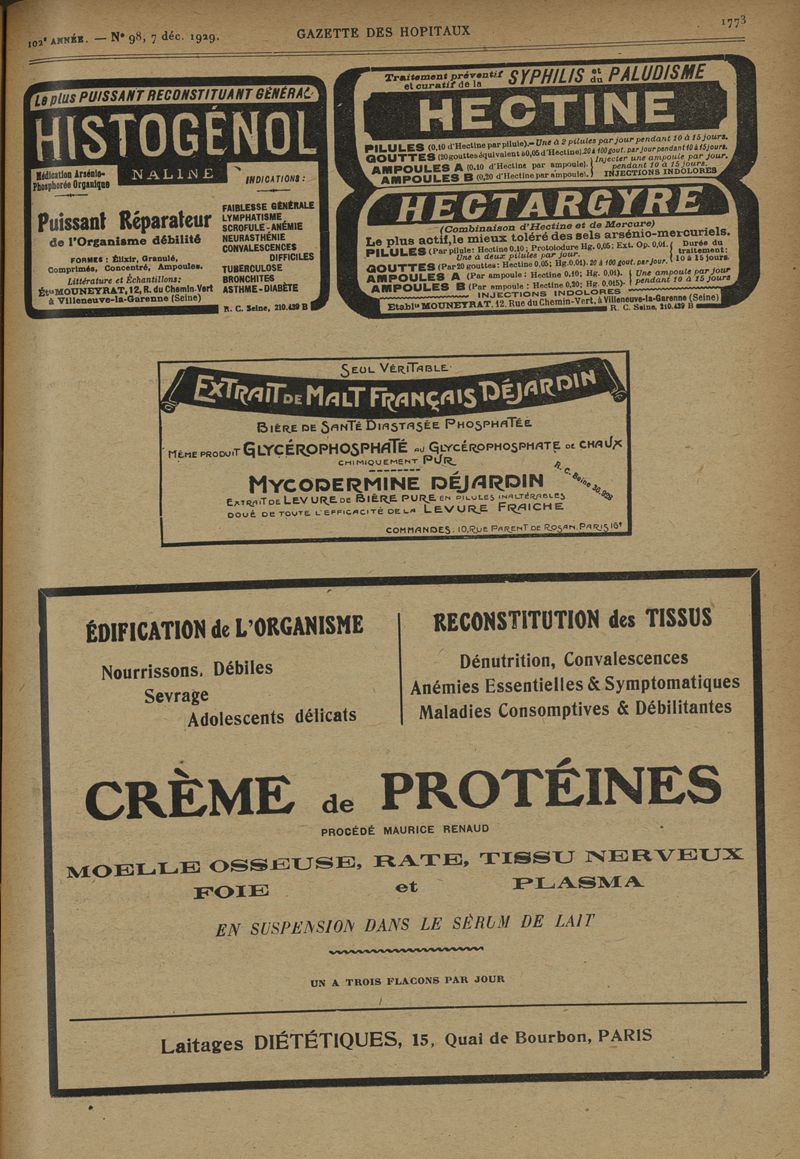 102e ANNÉE. — N° 98, 7 déc. 1929.
GAZETTE DES HOPITAUX
1773
Le plus PUISSANT RECONSTITUANT GÉNÉRAL
HISTOGÉNOL
Médication Arsénio-
Phosphorée Organique
NALINE
INDICATIONS :
Puissant Réparateur
de l'Organisme débilité
FORMES : Élixir, Granulé,
Comprimés, Concentré, Ampoules.
Littérature et Échantillons :
Éts MOUNEYRAT, 12, R. du Chemin-Vert
à Villeneuve-la-Garenne (Seine)
FAIBLESSE GÉNÉRALE
LYMPHATISME
SCROFULE - ANÉMIE
NEURASTHÉNIE
CONVALESCENCES
DIFFICILES
TUBERCULOSE
BRONCHITES
ASTHME - DIABÈTE
R. C. Seine, 210.439 B
Traitement préventif et curatif de la SYPHILIS et du PALUDISME
HECTINE
PILULES (0,10 d'Hectine par pilule).- Une à 2 pilules par jour pendant 10 à 15 jours.
GOUTTES (20 gouttes équivalent à 0,05 d'Hectine). 20 à 100 gout. par jour pendant 10 à 15 jours.
AMPOULES A (0,10 d'Hectine par ampoule). Injecter une ampoule par jour.
AMPOULES B (0,20 d'Hectine par ampoule). pendant 10 à 15 jours.
INJECTIONS INDOLORES
HECTARGYRE
(Combinaison d'Hectine et de Mercure)
Le plus actif, le mieux toléré des sels arsénio-mercuriels.
PILULES (Par pilule: Hectine 0,10; Protoiodure Hg. 0,05; Ext. Op. 0,01.
Une à deux pilules par jour.
Durée du
traitement:
10 à 15 jours.
GOUTTES (Par 20 gouttes: Hectine 0,05; Hg. 0,01). 20 à 100 gout. par jour.
AMPOULES A (Par ampoule : Hectine 0,10; Hg. 0,01). Une ampoule par jour
AMPOULES B (Par ampoule : Hectine 0,20; Hg. 0,015). pendant 10 à 15 jours
INJECTIONS INDOLORES
Etablts MOUNEYRAT, 12, Rue du Chemin-Vert, à Villeneuve-la-Garenne (Seine)
R. C. Seine, 210.439 B
SEUL VÉRITABLE
EXTRAIT DE MALT FRANÇAIS DÉJARDIN
BIÈRE DE SANTÉ DIASTASÉE PHOSPHATÉE
MÊME PRODUIT GLYCÉROPHOSPHATÉ AU GLYCÉROPHOSPHATE DE CHAUX
CHIMIQUEMENT PUR
MYCODERMINE DÉJARDIN
R. C. Seine 30.928
EXTRAIT DE LEVURE DE BIÈRE PURE EN PILULES INALTÉRABLES
DOUÉ DE TOUTE L'EFFICACITÉ DE LA LEVURE FRAICHE
COMMANDES : 10, RUE PARENT DE ROSAN, PARIS 16e
ÉDIFICATION de L'ORGANISME
Nourrissons, Débiles
Sevrage
Adolescents délicats
RECONSTITUTION des TISSUS
Dénutrition, Convalescences
Anémies Essentielles & Symptomatiques
Maladies Consomptives & Débilitantes
CRÈME de PROTÉINES
PROCÉDÉ MAURICE RENAUD
MOELLE OSSEUSE, RATE, TISSU NERVEUX
FOIE et PLASMA
EN SUSPENSION DANS LE SÉRUM DE LAIT
UN A TROIS FLACONS PAR JOUR
Laitages DIÉTÉTIQUES, 15, Quai de Bourbon, PARIS